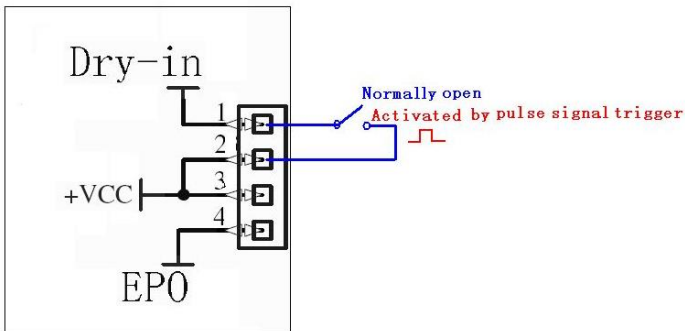 Dry-in
Normally open
Activated by pulse signal trigger
1
2
3
+VCC
4
EPO